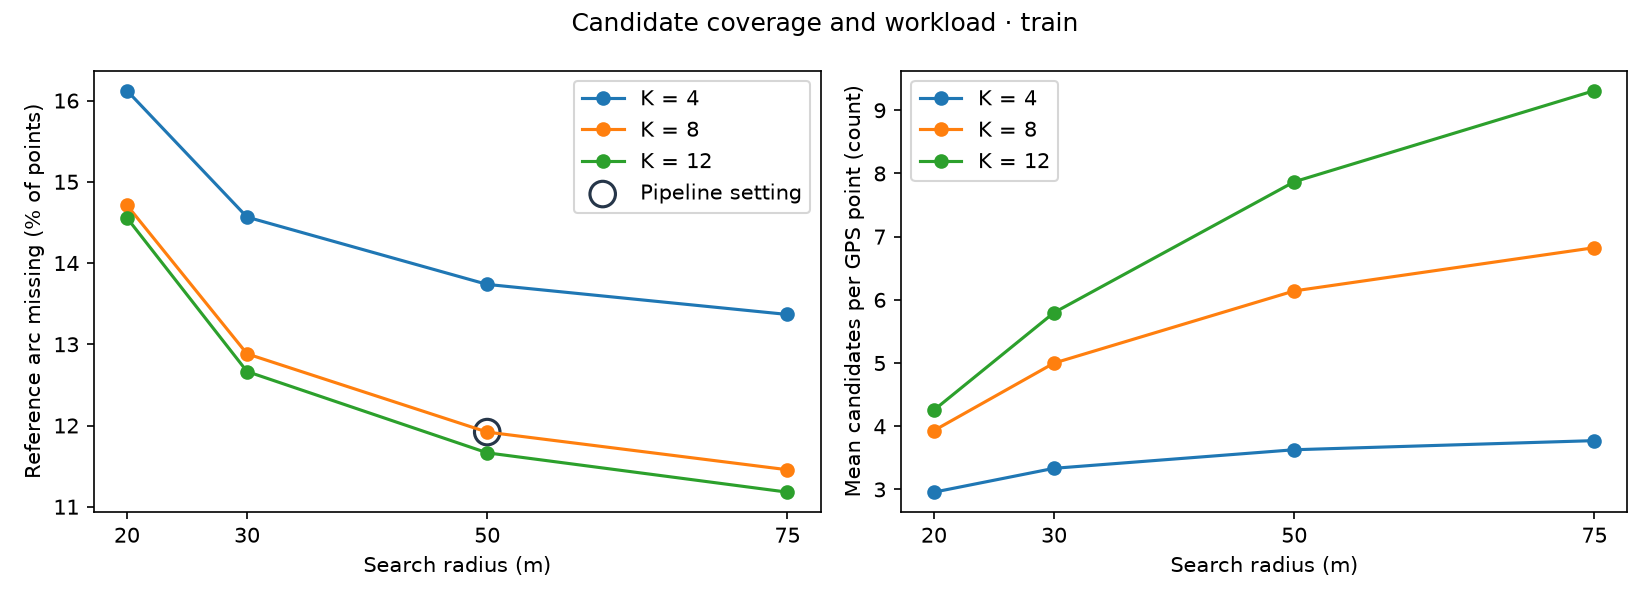 Candidate coverage and workload · train
Reference arc missing (% of points)
16
15
14
13
12
11
K = 4
K = 8
K = 12
Pipeline setting
20 30 50 75
Search radius (m)
Mean candidates per GPS point (count)
9
8
7
6
5
4
3
K = 4
K = 8
K = 12
20 30 50 75
Search radius (m)